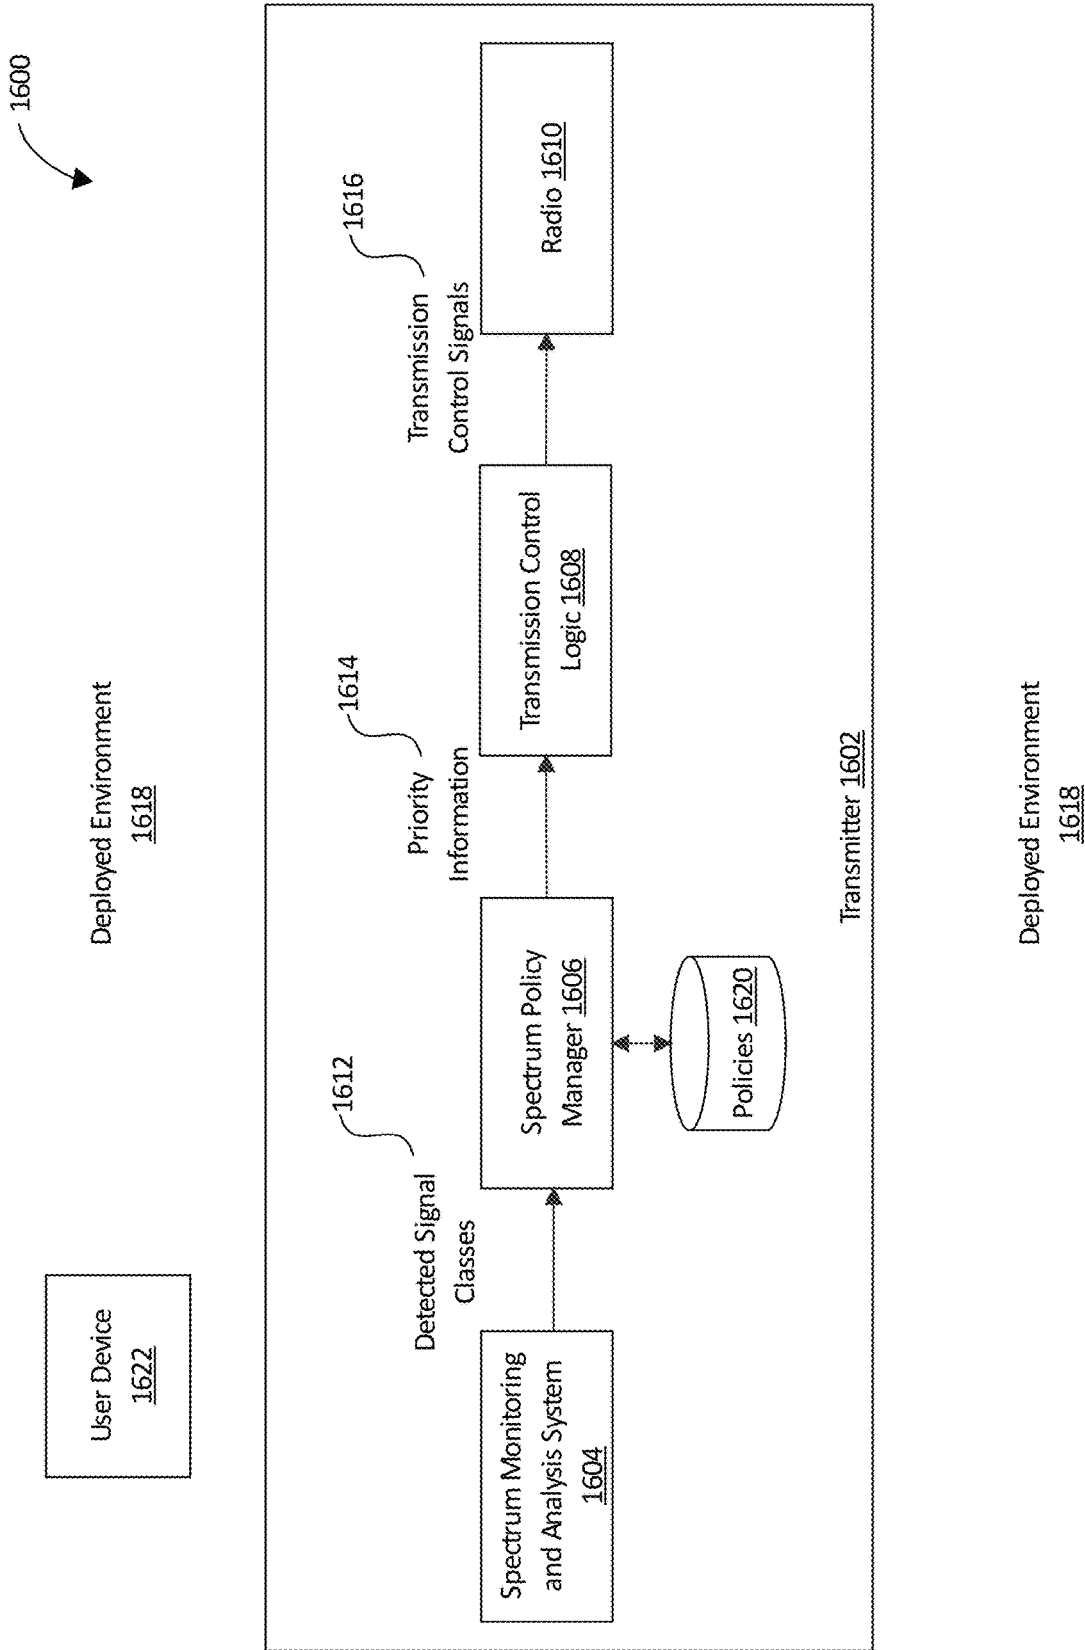 1600
Deployed Environment
1618
User Device
1622
1612
1614
1616
Detected Signal
Classes
Priority
Information
Transmission
Control Signals
Spectrum Monitoring
and Analysis System
1604
Spectrum Policy
Manager 1606
Transmission Control
Logic 1608
Radio 1610
Policies 1620
Transmitter 1602
Deployed Environment
1618